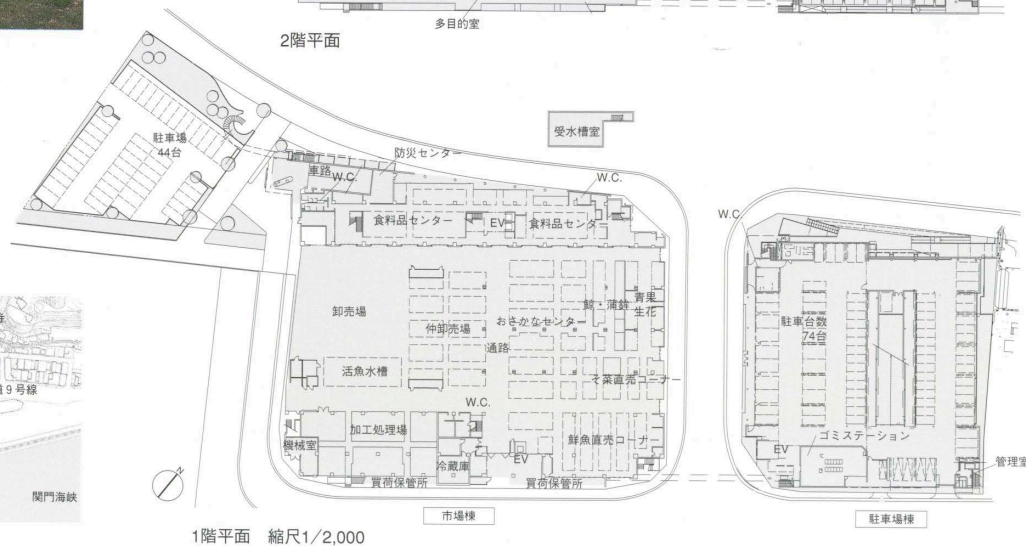 多目的室
2階平面
駐車場
44台
受水槽室
防災センター
車路
W.C.
W.C.
食料品センター
EV
食料品センター
卸売場
仲卸売場
おさかなセンター
鯨・蒲鉾
青果
生花
通路
活魚水槽
そ菜直売コーナー
W.C.
加工処理場
機械室
冷蔵庫
EV
鮮魚直売コーナー
買荷保管所
買荷保管所
市場棟
W.C.
駐車台数
74台
ゴミステーション
EV
管理室
駐車場棟
9号線
関門海峡
N
1階平面 縮尺1/2,000